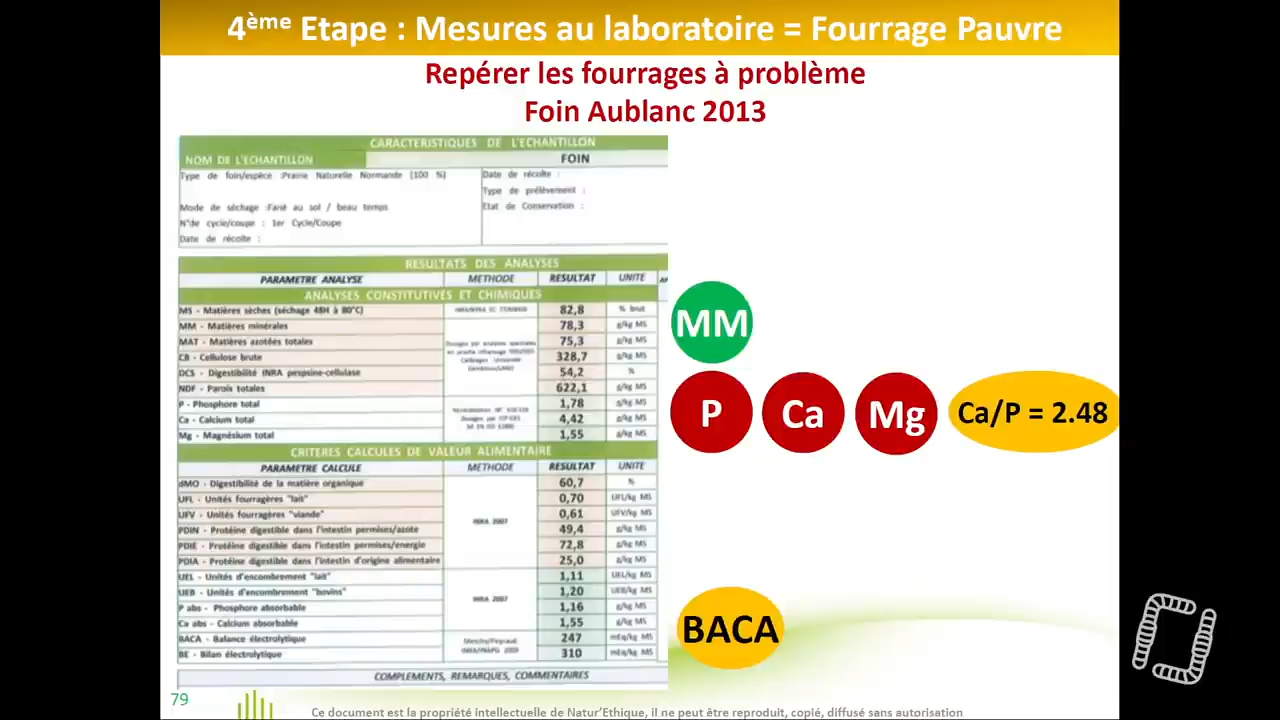 4ème Etape : Mesures au laboratoire = Fourrage Pauvre
Repérer les fourrages à problème
Foin Aublanc 2013
CARACTERISTIQUES DE L'ECHANTILLON
NOM DE L'ECHANTILLON FOIN
Type de foin/espèce :Prairie Naturelle Normande (100 %)
Date de récolte :
Type de prélèvement :
Mode de séchage :Fané au sol / beau temps
Etat de Conservation :
N°de cycle/coupe : 1er Cycle/Coupe
Date de récolte :
RESULTATS DES ANALYSES
PARAMETRE ANALYSE METHODE RESULTAT UNITE
ANALYSES CONSTITUTIVES ET CHIMIQUES
MS - Matières sèches (séchage 48H à 80°C) 82,8 % brut
MM - Matières minérales 78,3 g/kg MS
MAT - Matières azotées totales 75,3 g/kg MS
CB - Cellulose brute 328,7 g/kg MS
DCS - Digestibilité INRA pespsine-cellulase 54,2 %
NDF - Parois totales 622,1 g/kg MS
P - Phosphore total 1,78 g/kg MS
Ca - Calcium total 4,42 g/kg MS
Mg - Magnésium total 1,55 g/kg MS
CRITERES CALCULES DE VALEUR ALIMENTAIRE
PARAMETRE CALCULE METHODE RESULTAT UNITE
dMO - Digestibilité de la matière organique 60,7 %
UFL - Unités fourragères "lait" 0,70 UFL/kg MS
UFV - Unités fourragères "viande" 0,61 UFV/kg MS
PDIN - Protéine digestible dans l'intestin permises/azote INRA 2007 49,4 g/kg MS
PDIE - Protéine digestible dans l'intestin permises/energie 72,8 g/kg MS
PDIA - Protéine digestible dans l'intestin d'origine alimentaire 25,0 g/kg MS
UEL - Unités d'encombrement "lait" 1,11 UEL/kg MS
UEB - Unités d'encombrement "bovins" 1,20 UEB/kg MS
P abs - Phosphore absorbable INRA 2007 1,16 g/kg MS
Ca abs - Calcium absorbable 1,55 g/kg MS
BACA - Balance électrolytique 247 mEq/kg MS
BE - Bilan électrolytique 310 mEq/kg MS
COMPLEMENTS, REMARQUES, COMMENTAIRES
MM
P Ca Mg Ca/P = 2.48
BACA
79
Ce document est la propriété intellectuelle de Natur'Ethique, il ne peut être reproduit, copié, diffusé sans autorisation